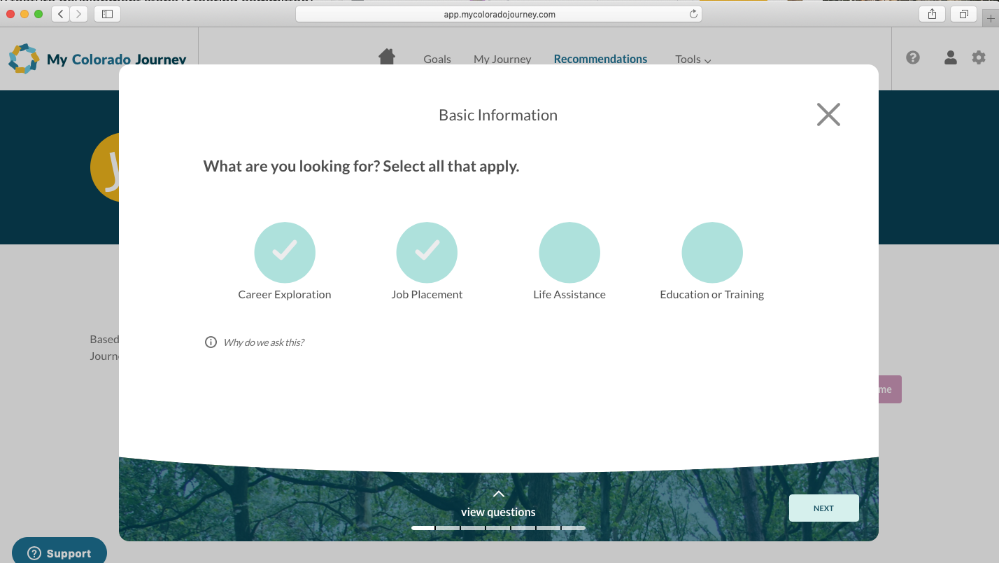 app.mycoloradojourney.com
My Colorado Journey
Goals
My Journey
Recommendations
Tools
Basic Information
What are you looking for? Select all that apply.
Career Exploration
Job Placement
Life Assistance
Education or Training
Why do we ask this?
Based
view questions
NEXT
Support